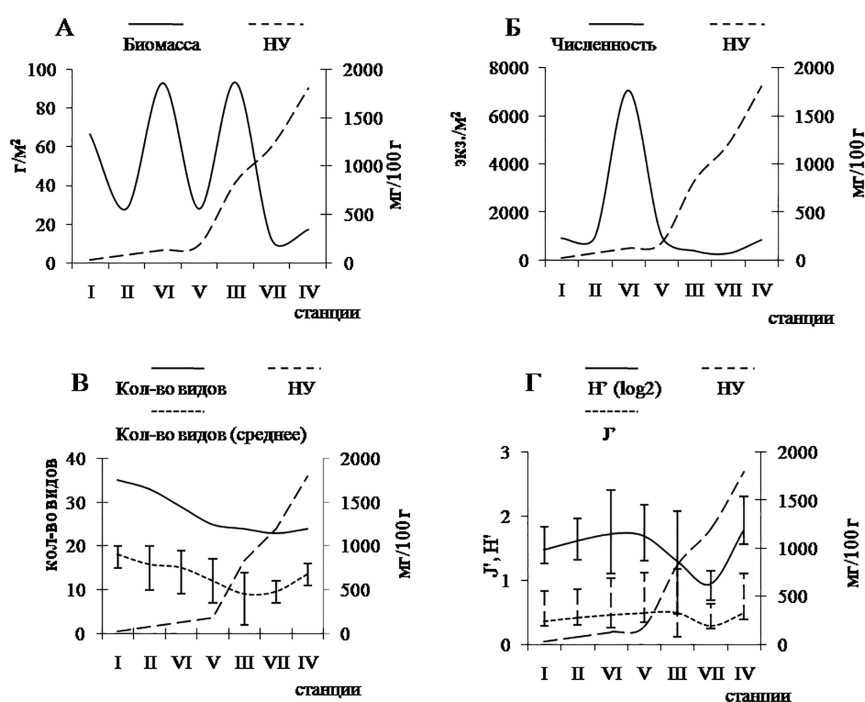 А
Биомасса НУ
г/м²
100
80
60
40
20
0
2000
1500
1000
500
0
мг/100 г
I II VI V III VII IV
станции
Б
Численность НУ
экз./м²
8000
6000
4000
2000
0
2000
1500
1000
500
0
мг/100 г
I II VI V III VII IV
станции
В
Кол-во видов НУ
Кол-во видов (среднее)
кол-во видов
40
30
20
10
0
2000
1500
1000
500
0
мг/100 г
I II VI V III VII IV
станции
Г
H' (log2) НУ
J'
J', H'
3
2
1
0
2000
1500
1000
500
0
мг/100 г
I II VI V III VII IV
станции